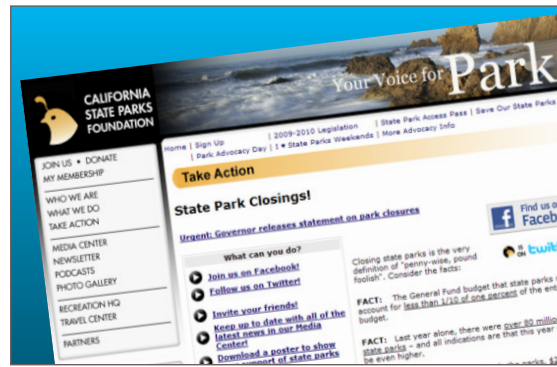 CALIFORNIA
STATE PARKS
FOUNDATION
Your Voice for Park
Home | Sign Up | 2009-2010 Legislation | State Park Access Pass | Save Our State Parks
| Park Advocacy Day | I ♥ State Parks Weekends | More Advocacy Info
JOIN US • DONATE
MY MEMBERSHIP
WHO WE ARE
WHAT WE DO
TAKE ACTION
MEDIA CENTER
NEWSLETTER
PODCASTS
PHOTO GALLERY
RECREATION HQ
TRAVEL CENTER
PARTNERS
Take Action
State Park Closings!
Urgent: Governor releases statement on park closures
What can you do?
Join us on Facebook!
Follow us on Twitter!
Invite your friends!
Keep up to date with all of the
latest news in our Media
Center!
Download a poster to show
support of state parks
Find us o
Faceb
IS
ON twit
Closing state parks is the very
definition of "penny-wise, pound
foolish". Consider the facts:
FACT: The General Fund budget that state parks
account for less than 1/10 of one percent of the ent
budget.
FACT: Last year alone, there were over 80 millio
state parks – and all indications are that this year
be even higher.